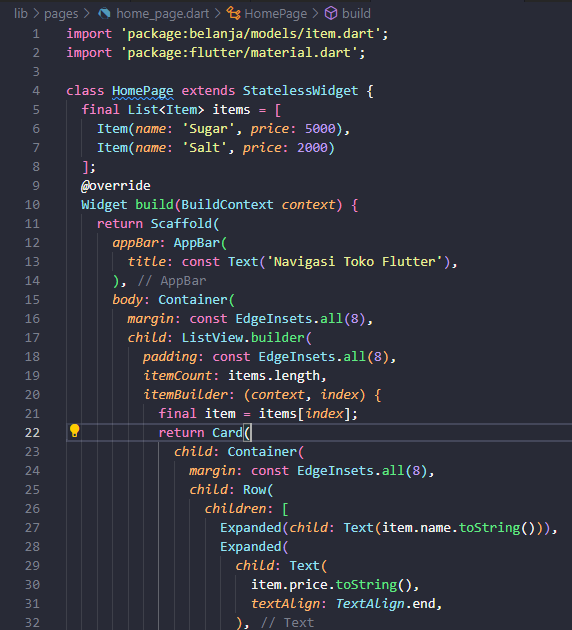 lib > pages > home_page.dart > HomePage > build
1 import 'package:belanja/models/item.dart';
2 import 'package:flutter/material.dart';
3
4 class HomePage extends StatelessWidget {
5   final List<Item> items = [
6     Item(name: 'Sugar', price: 5000),
7     Item(name: 'Salt', price: 2000)
8   ];
9   @override
10   Widget build(BuildContext context) {
11     return Scaffold(
12       appBar: AppBar(
13         title: const Text('Navigasi Toko Flutter'),
14       ), // AppBar
15       body: Container(
16         margin: const EdgeInsets.all(8),
17         child: ListView.builder(
18           padding: const EdgeInsets.all(8),
19           itemCount: items.length,
20           itemBuilder: (context, index) {
21             final item = items[index];
22             return Card(
23               child: Container(
24                 margin: const EdgeInsets.all(8),
25                 child: Row(
26                   children: [
27                     Expanded(child: Text(item.name.toString())),
28                     Expanded(
29                       child: Text(
30                         item.price.toString(),
31                         textAlign: TextAlign.end,
32                       ), // Text